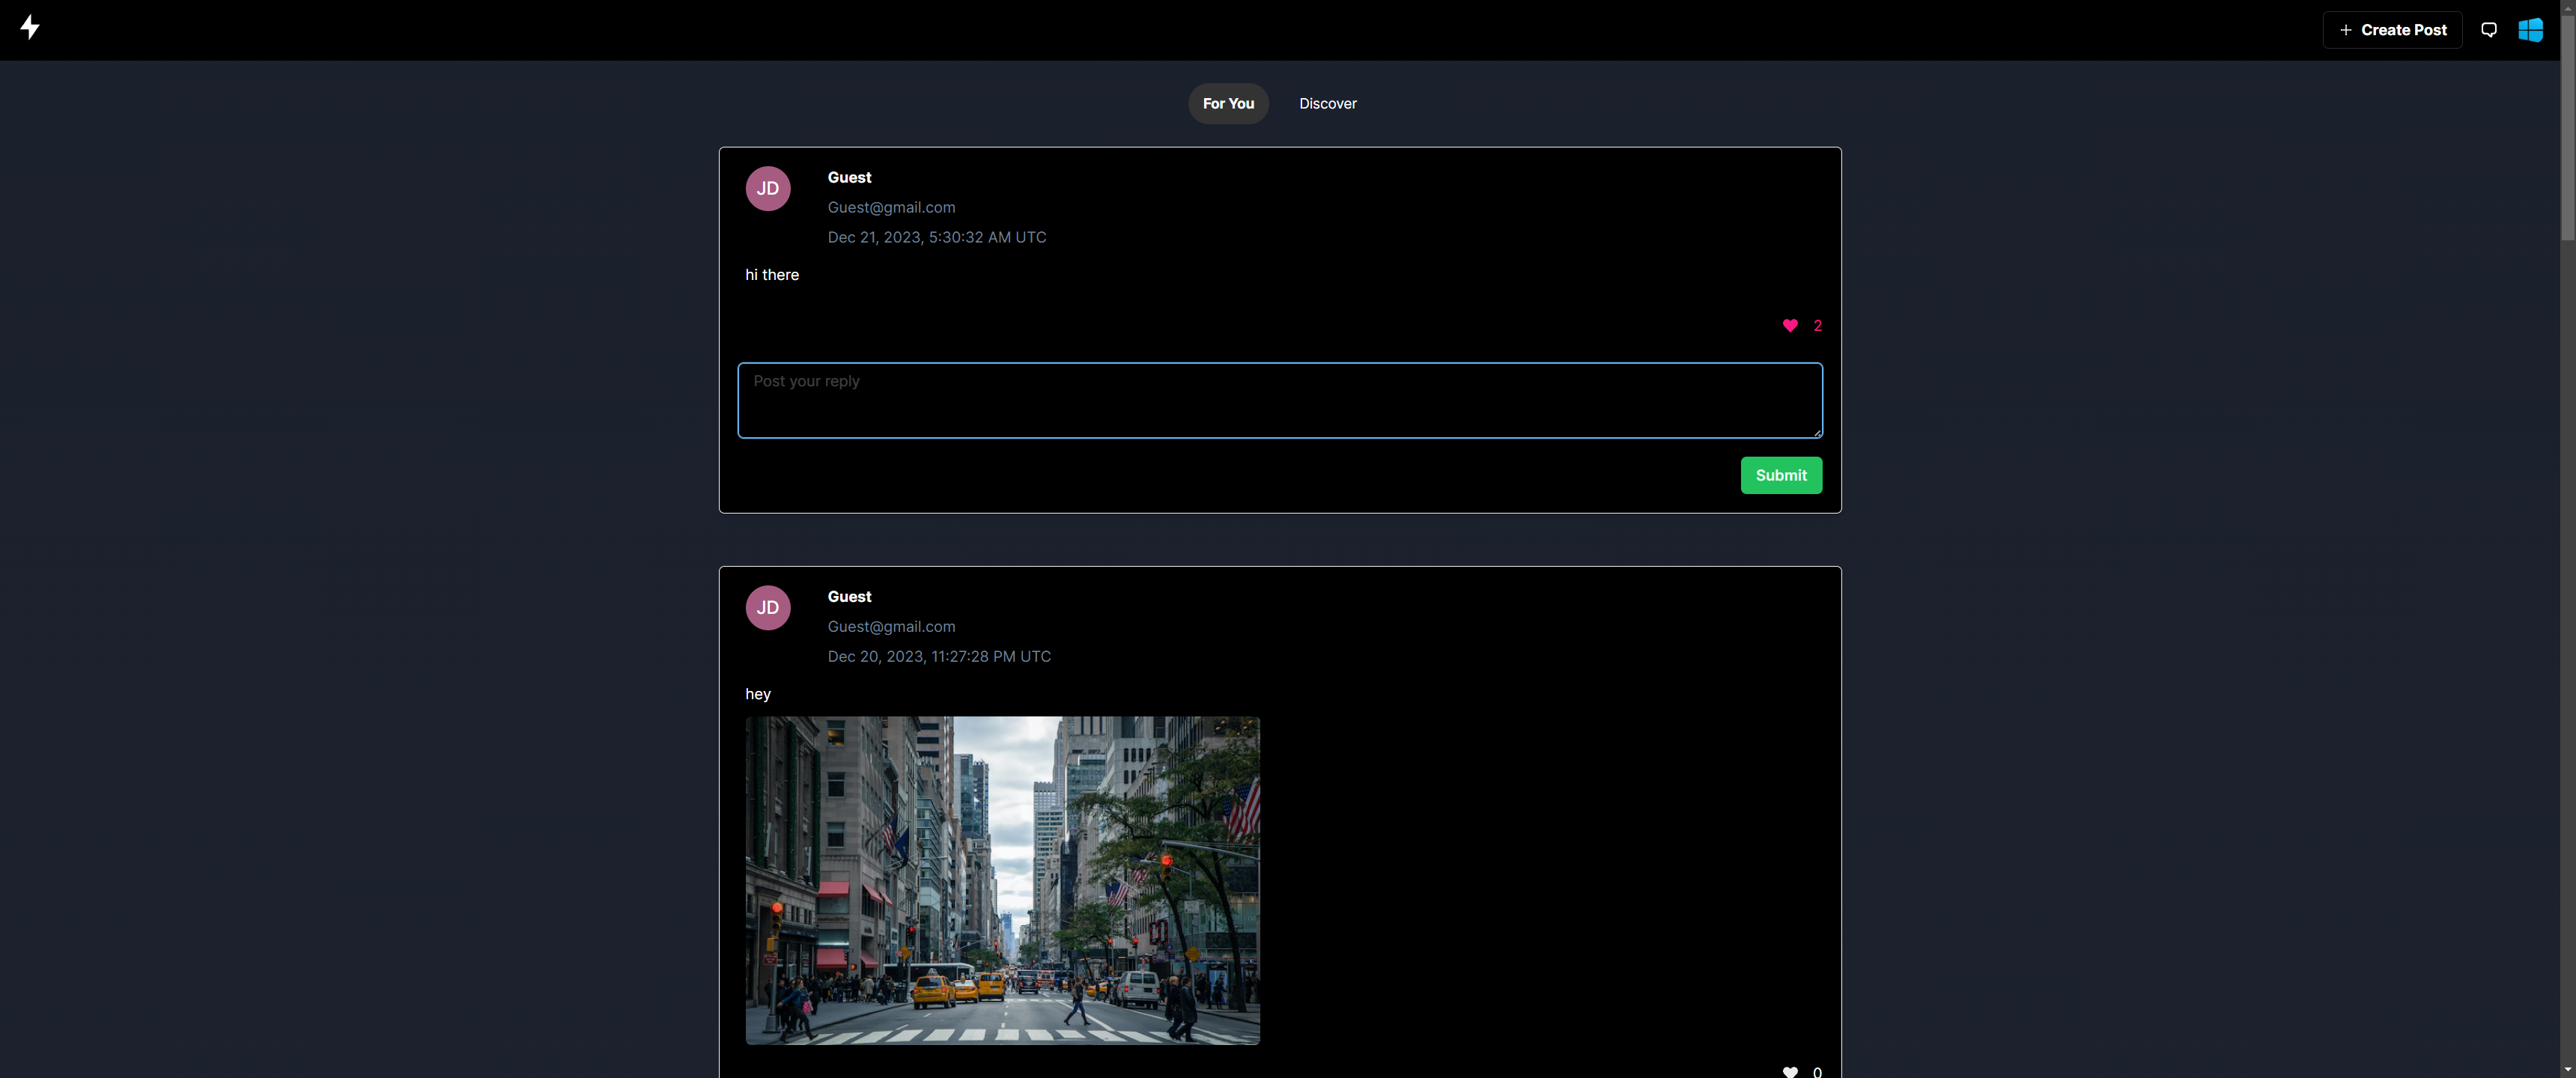 Create Post
For You
Discover
JD
Guest
Guest@gmail.com
Dec 21, 2023, 5:30:32 AM UTC
hi there
2
Post your reply
Submit
JD
Guest
Guest@gmail.com
Dec 20, 2023, 11:27:28 PM UTC
hey
0